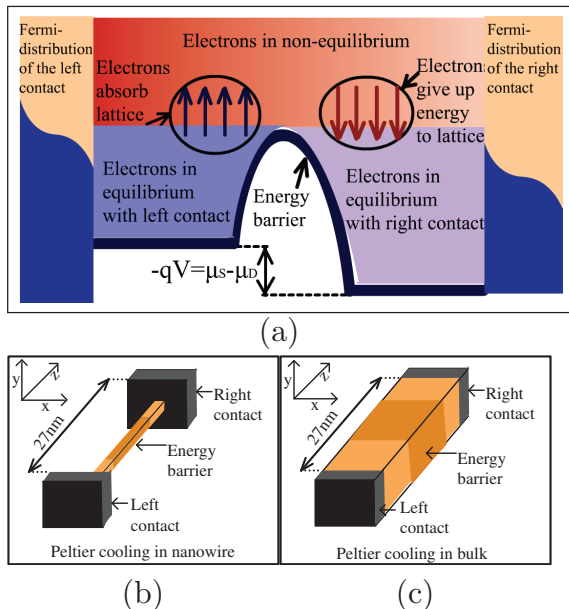 Fermi-
distribution
of the left
contact
Electrons in non-equilibrium
Fermi-
distribution
of the right
contact
Electrons
absorb
lattice
Electron
give up
energy
to lattice
Electrons in
equilibrium
with left contact
Energy
barrier
Electrons in
equilibrium
with right contact
-qV=μS-μD
(a)
y
z
x
27nm
Right
contact
Energy
barrier
Left
contact
Peltier cooling in nanowire
y
z
x
27nm
Right
contact
Energy
barrier
Left
contact
Peltier cooling in bulk
(b)
(c)